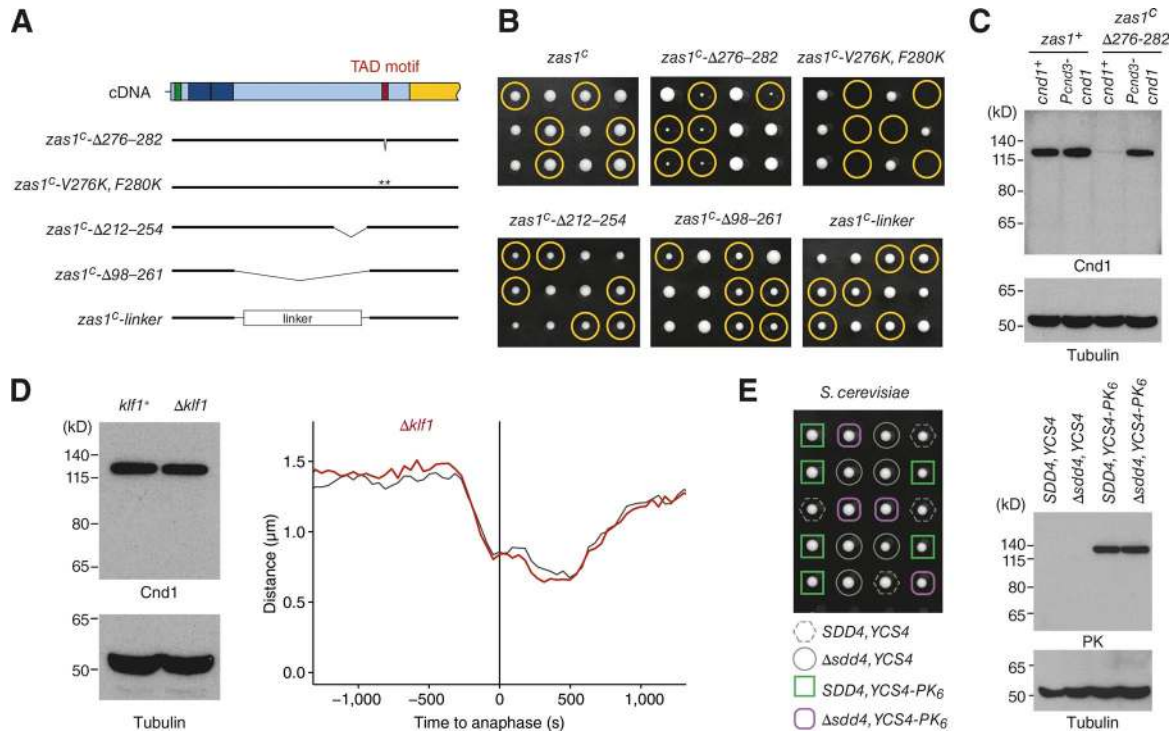 A
TAD motif
cDNA
zas1ᶜ-Δ276–282
zas1ᶜ-V276K, F280K
**
zas1ᶜ-Δ212–254
zas1ᶜ-Δ98–261
zas1ᶜ-linker
linker
B
zas1ᶜ
zas1ᶜ-Δ276–282
zas1ᶜ-V276K, F280K
zas1ᶜ-Δ212–254
zas1ᶜ-Δ98–261
zas1ᶜ-linker
C
zas1⁺
zas1ᶜ
Δ276-282
cnd1⁺
Pcnd3-
cnd1
cnd1⁺
Pcnd3-
cnd1
(kD)
140
115
80
65
Cnd1
65
50
Tubulin
D
klf1⁺
Δklf1
(kD)
140
115
80
65
Cnd1
65
50
Tubulin
Δklf1
Distance (μm)
1.5
1.0
0.5
0.0
-1,000
-500
0
500
1,000
Time to anaphase (s)
E
S. cerevisiae
SDD4,YCS4
Δsdd4,YCS4
SDD4,YCS4-PK₆
Δsdd4,YCS4-PK₆
SDD4,YCS4
Δsdd4,YCS4
SDD4,YCS4-PK₆
Δsdd4,YCS4-PK₆
(kD)
140
115
80
65
PK
65
50
Tubulin